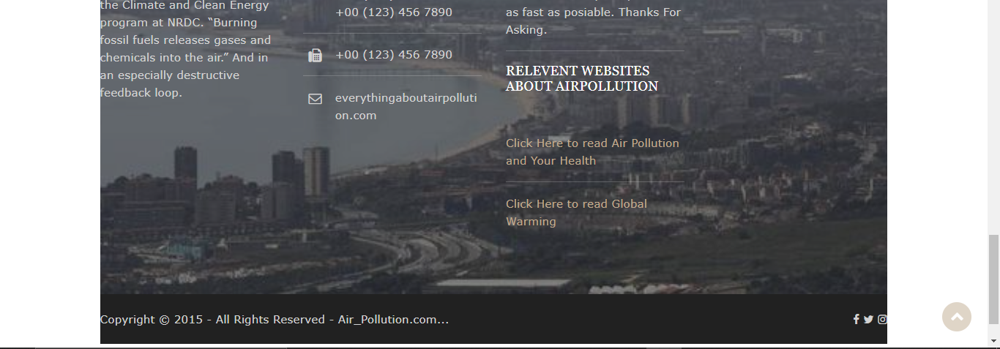 the Climate and Clean Energy
program at NRDC. “Burning
fossil fuels releases gases and
chemicals into the air.” And in
an especially destructive
feedback loop.
+00 (123) 456 7890
+00 (123) 456 7890
everythingaboutairpolluti
on.com
as fast as posiable. Thanks For
Asking.
RELEVENT WEBSITES
ABOUT AIRPOLLUTION
Click Here to read Air Pollution
and Your Health
Click Here to read Global
Warming
Copyright © 2015 - All Rights Reserved - Air_Pollution.com...